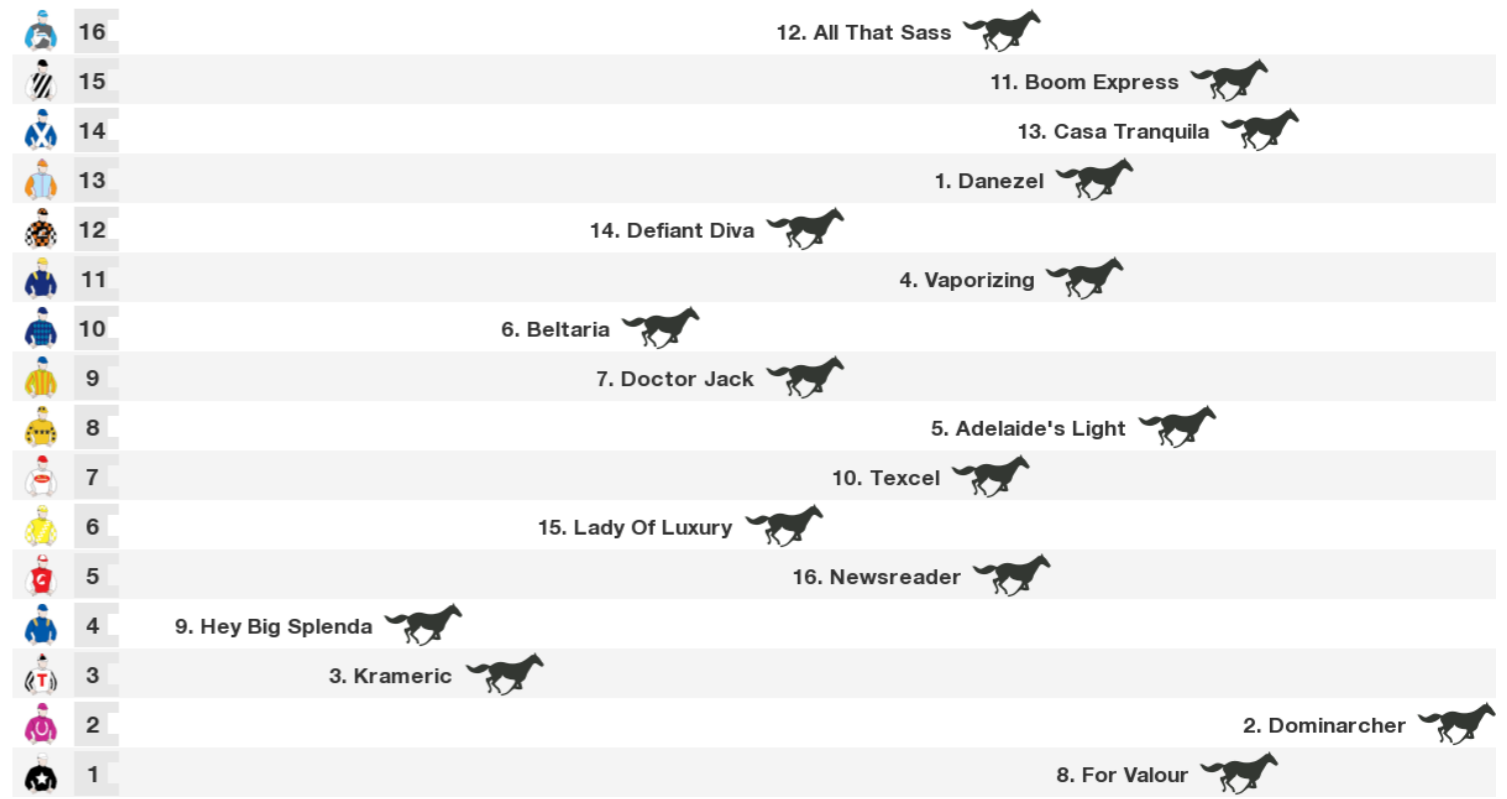 16 12. All That Sass
15 11. Boom Express
14 13. Casa Tranquila
13 1. Danezel
12 14. Defiant Diva
11 4. Vaporizing
10 6. Beltaria
9 7. Doctor Jack
8 5. Adelaide's Light
7 10. Texcel
6 15. Lady Of Luxury
5 16. Newsreader
4 9. Hey Big Splenda
T 3 3. Krameric
2 2. Dominarcher
1 8. For Valour